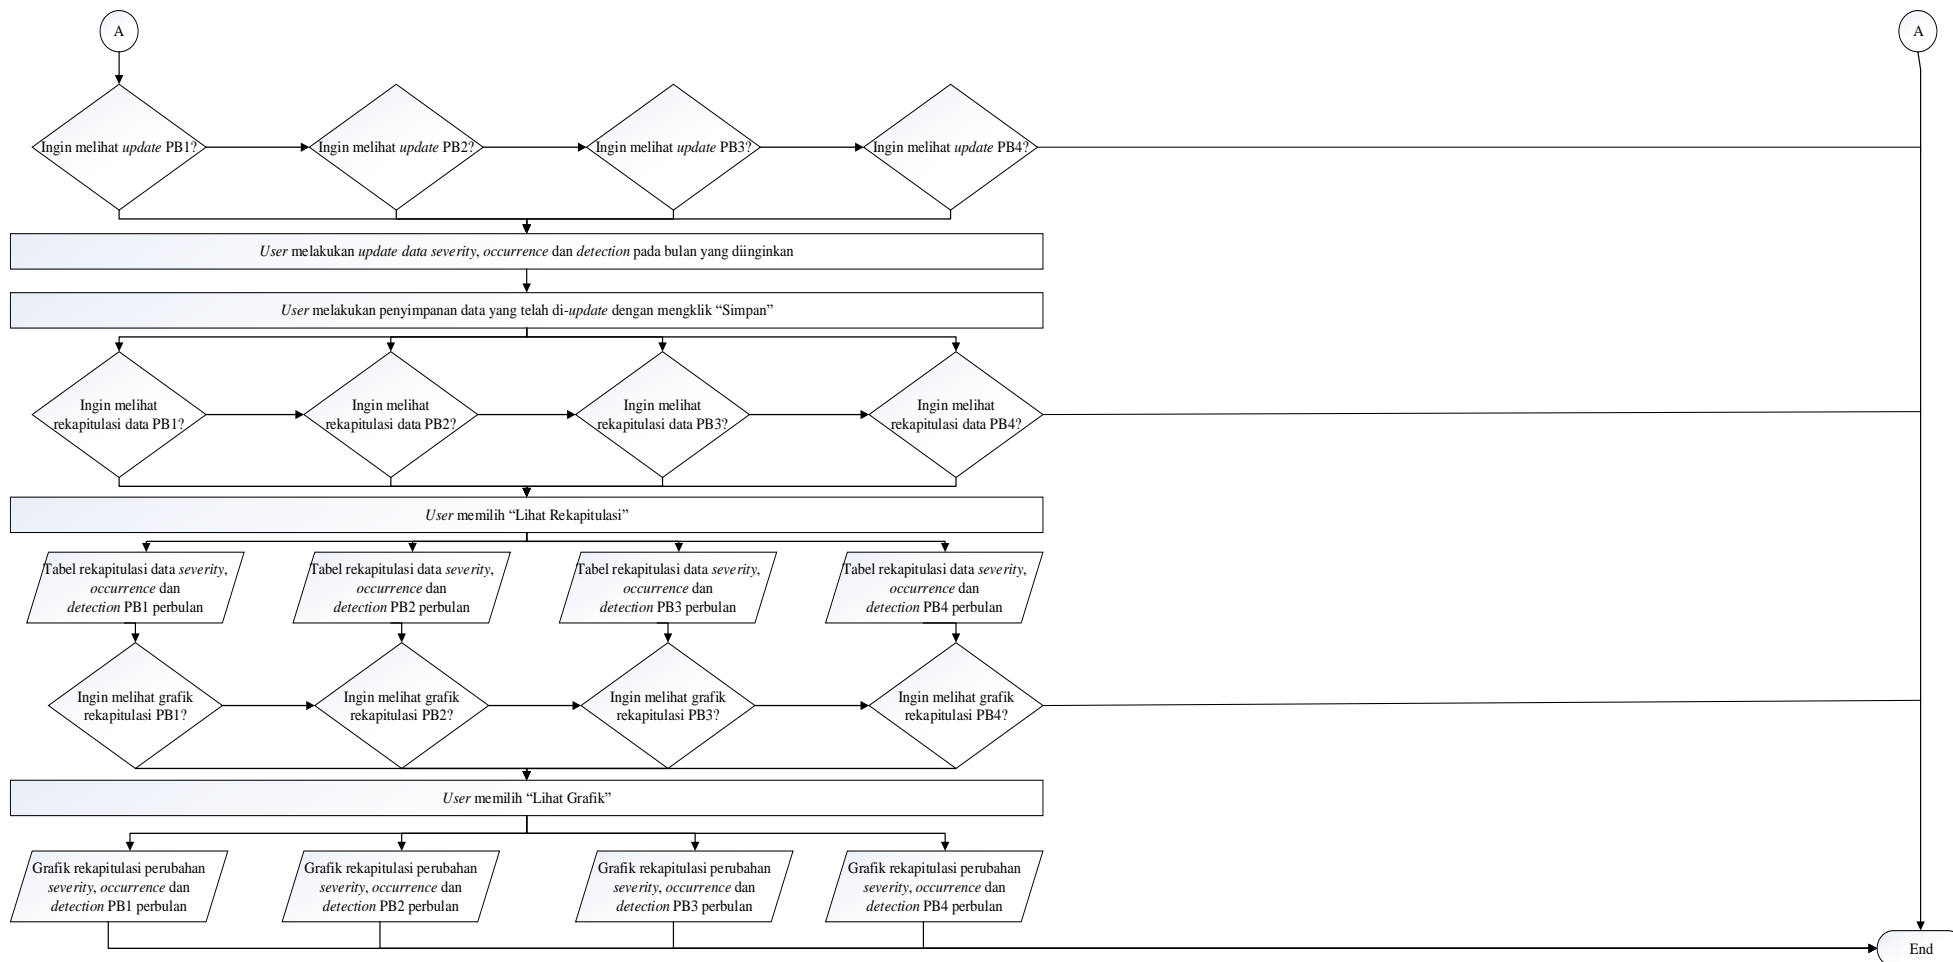 A
A
Ingin melihat update PB1?
Ingin melihat update PB2?
Ingin melihat update PB3?
Ingin melihat update PB4?
User melakukan update data severity, occurrence dan detection pada bulan yang diinginkan
User melakukan penyimpanan data yang telah di-update dengan mengklik “Simpan”
Ingin melihat
rekapitulasi data PB1?
Ingin melihat
rekapitulasi data PB2?
Ingin melihat
rekapitulasi data PB3?
Ingin melihat
rekapitulasi data PB4?
User memilih “Lihat Rekapitulasi”
Tabel rekapitulasi data severity,
occurrence dan
detection PB1 perbulan
Tabel rekapitulasi data severity,
occurrence dan
detection PB2 perbulan
Tabel rekapitulasi data severity,
occurrence dan
detection PB3 perbulan
Tabel rekapitulasi data severity,
occurrence dan
detection PB4 perbulan
Ingin melihat grafik
rekapitulasi PB1?
Ingin melihat grafik
rekapitulasi PB2?
Ingin melihat grafik
rekapitulasi PB3?
Ingin melihat grafik
rekapitulasi PB4?
User memilih “Lihat Grafik”
Grafik rekapitulasi perubahan
severity, occurrence dan
detection PB1 perbulan
Grafik rekapitulasi perubahan
severity, occurrence dan
detection PB2 perbulan
Grafik rekapitulasi perubahan
severity, occurrence dan
detection PB3 perbulan
Grafik rekapitulasi perubahan
severity, occurrence dan
detection PB4 perbulan
End